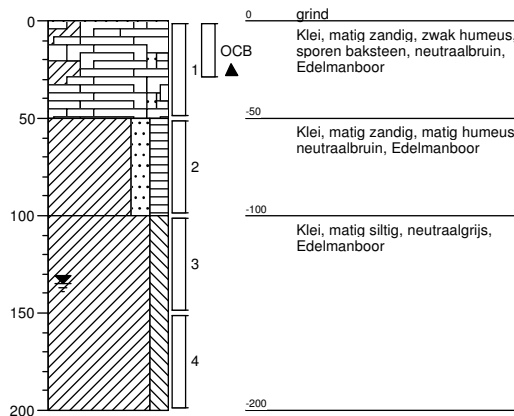 0
50
100
150
200
1
2
3
4
OCB
0
grind
Klei, matig zandig, zwak humeus,
sporen baksteen, neutraalbruin,
Edelmanboor
-50
Klei, matig zandig, matig humeus
neutraalbruin, Edelmanboor
-100
Klei, matig siltig, neutraalgrijs,
Edelmanboor
-200